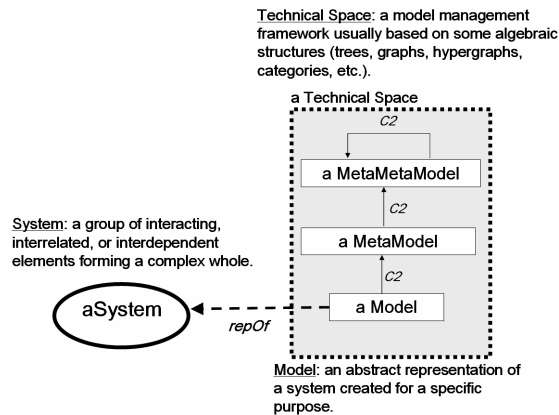 Technical Space: a model management
framework usually based on some algebraic
structures (trees, graphs, hypergraphs,
categories, etc.).
a Technical Space
C2
a MetaMetaModel
C2
System: a group of interacting,
interrelated, or interdependent
elements forming a complex whole.
a MetaModel
C2
aSystem
a Model
repOf
Model: an abstract representation of
a system created for a specific
purpose.